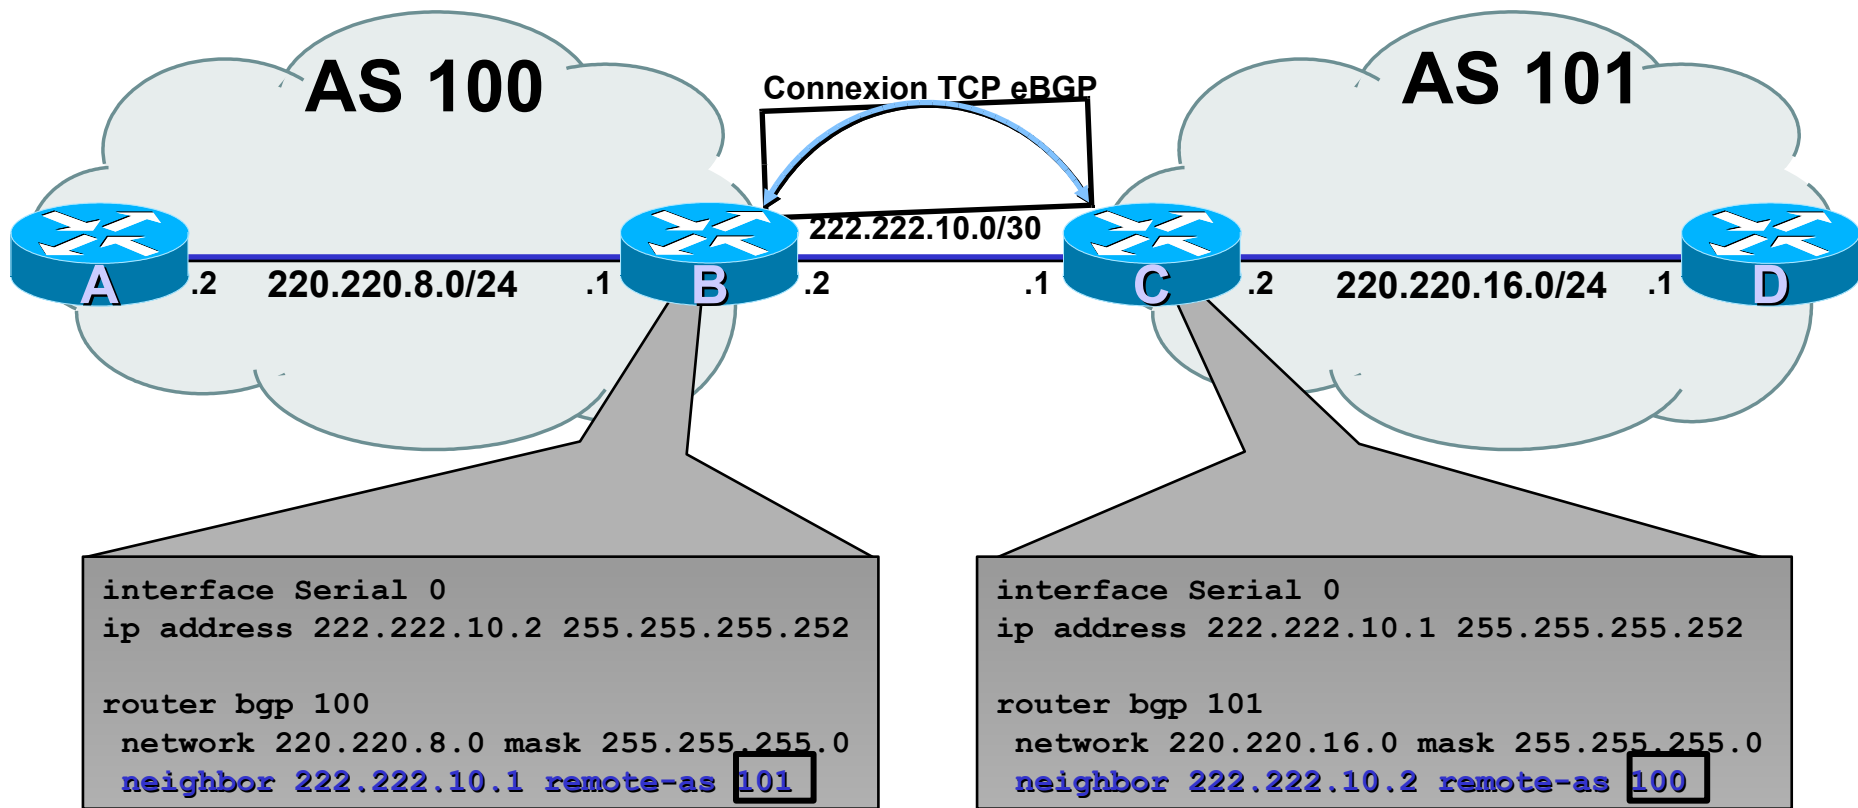 AS 100
AS 101
Connexion TCP eBGP
222.222.10.0/30
A
.2
220.220.8.0/24
.1
B
.2
.1
C
.2
220.220.16.0/24
.1
D
interface Serial 0
ip address 222.222.10.2 255.255.255.252
router bgp 100
network 220.220.8.0 mask 255.255.255.0
neighbor 222.222.10.1 remote-as 101
interface Serial 0
ip address 222.222.10.1 255.255.255.252
router bgp 101
network 220.220.16.0 mask 255.255.255.0
neighbor 222.222.10.2 remote-as 100